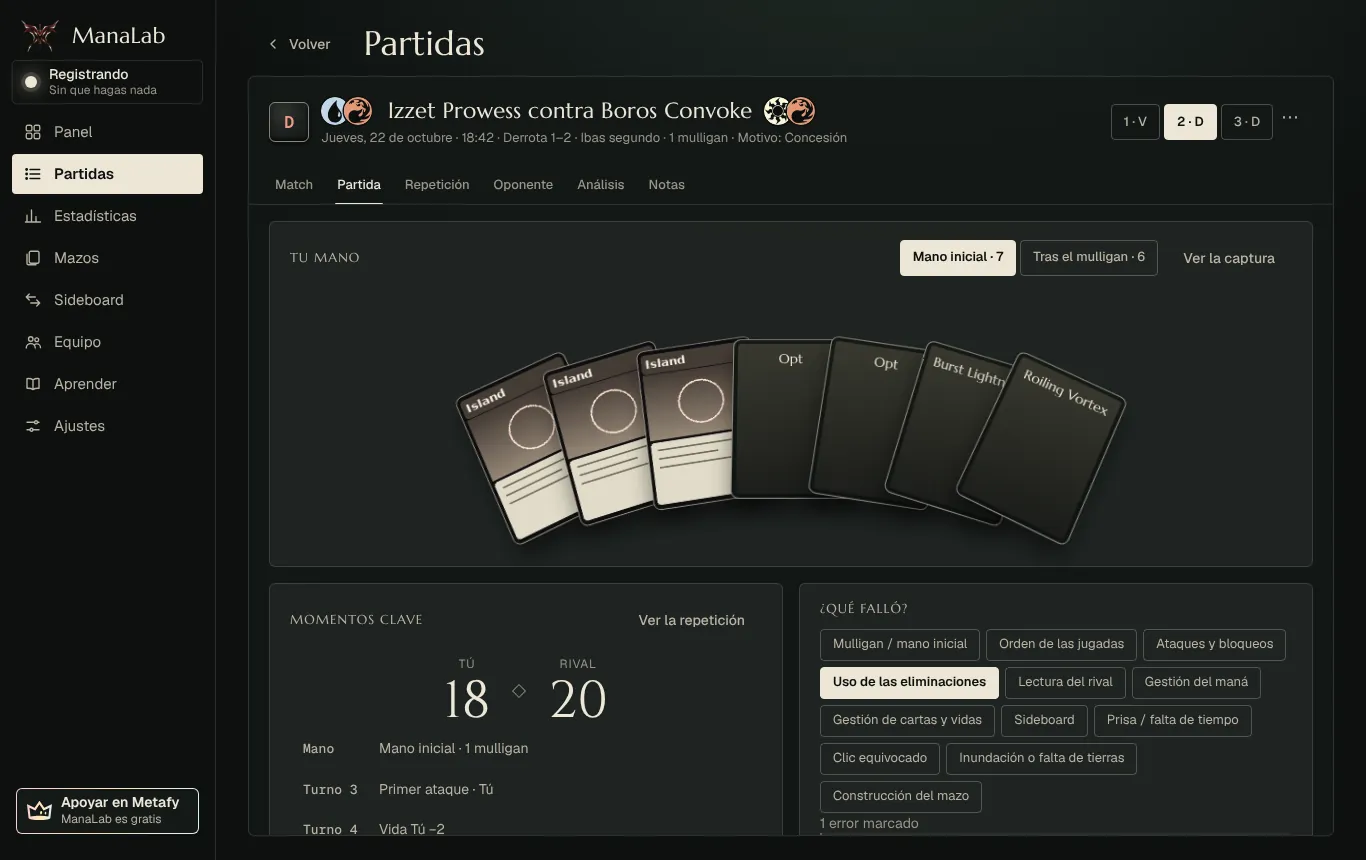 ManaLab
Registrando
Sin que hagas nada
Panel
Partidas
Estadísticas
Mazos
Sideboard
Equipo
Aprender
Ajustes
Apoyar en Metafy
ManaLab es gratis
Volver
Partidas
D
Izzet Prowess contra Boros Convoke
Jueves, 22 de octubre · 18:42 · Derrota 1–2 · Ibas segundo · 1 mulligan · Motivo: Concesión
1 · V
2 · D
3 · D
Match
Partida
Repetición
Oponente
Análisis
Notas
TU MANO
Mano inicial · 7
Tras el mulligan · 6
Ver la captura
Island
Island
Island
Opt
Opt
Burst Lightn
Roiling Vortex
MOMENTOS CLAVE
Ver la repetición
TÚ
RIVAL
18
20
Mano
Mano inicial · 1 mulligan
Turno 3
Primer ataque · Tú
Turno 4
Vida Tú −2
¿QUÉ FALLÓ?
Mulligan / mano inicial
Orden de las jugadas
Ataques y bloqueos
Uso de las eliminaciones
Lectura del rival
Gestión del maná
Gestión de cartas y vidas
Sideboard
Prisa / falta de tiempo
Clic equivocado
Inundación o falta de tierras
Construcción del mazo
1 error marcado